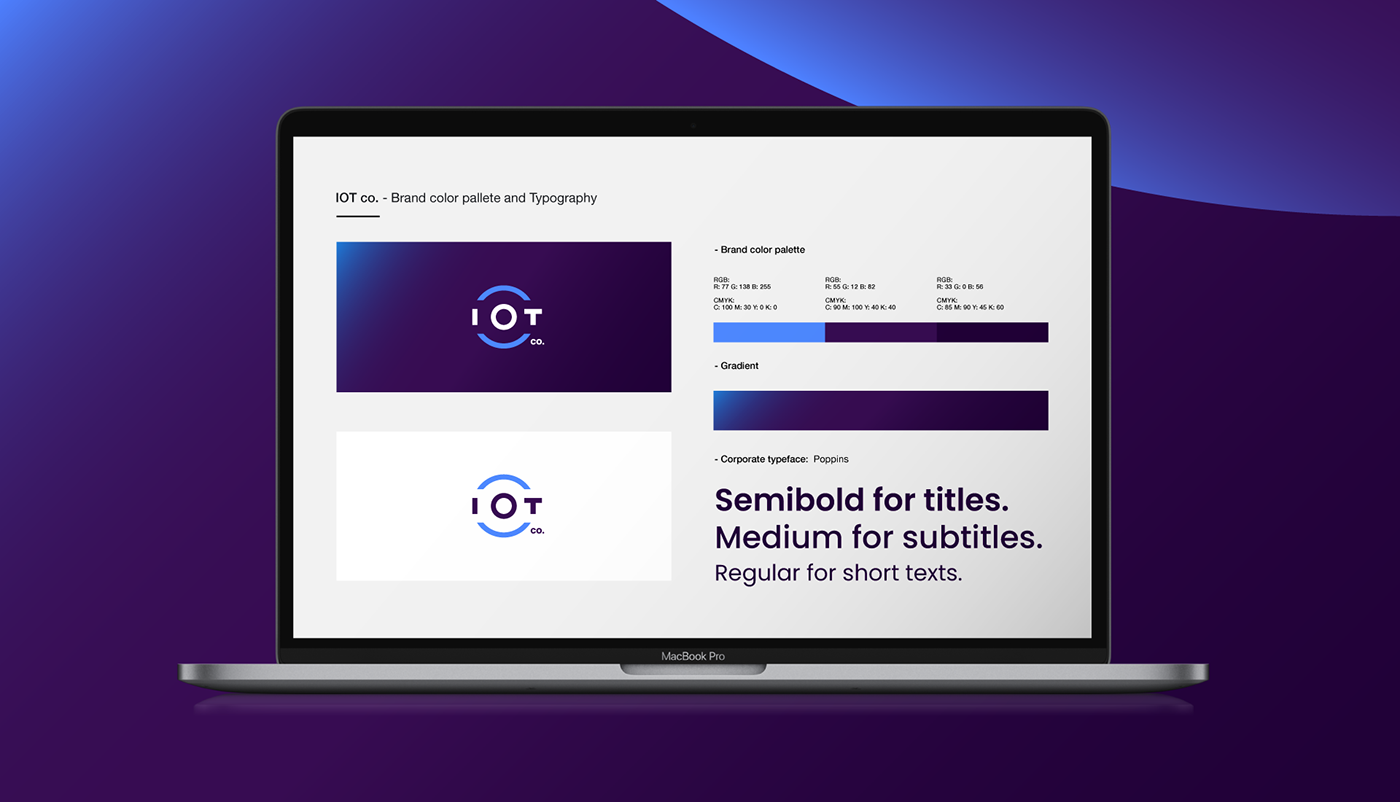 IOT co. - Brand color pallete and Typography
IOT
co.
IOT
co.
- Brand color palette
RGB:
R: 77 G: 138 B: 255
CMYK:
C: 100 M: 30 Y: 0 K: 0
RGB:
R: 55 G: 12 B: 82
CMYK:
C: 90 M: 100 Y: 40 K: 40
RGB:
R: 33 G: 0 B: 56
CMYK:
C: 85 M: 90 Y: 45 K: 60
- Gradient
- Corporate typeface: Poppins
Semibold for titles.
Medium for subtitles.
Regular for short texts.
MacBook Pro